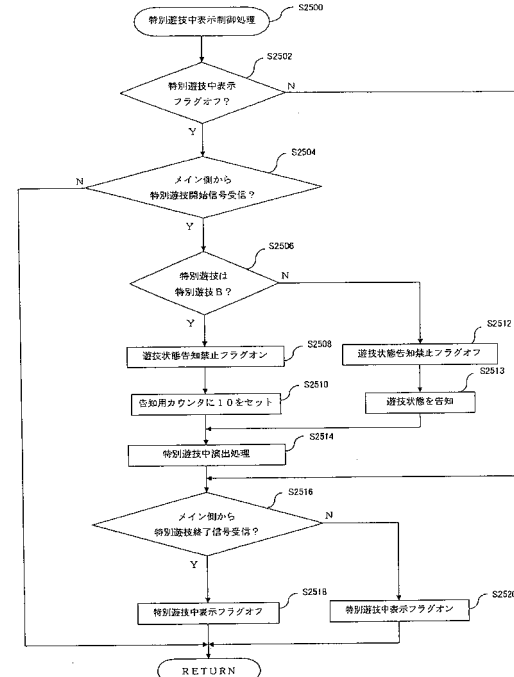 特別遊技中表示制御処理
S2500
特別遊技中表示
フラグオフ?
S2502
N
Y
メイン側から
特別遊技開始信号受信?
S2504
N
Y
特別遊技は
特別遊技B?
S2506
N
Y
遊技状態告知禁止フラグオン
S2508
遊技状態告知禁止フラグオフ
S2512
告知用カウンタに10をセット
S2510
遊技状態を告知
S2513
特別遊技中演出処理
S2514
メイン側から
特別遊技終了信号受信?
S2516
N
Y
特別遊技中表示フラグオフ
S2518
特別遊技中表示フラグオン
S2520
RETURN